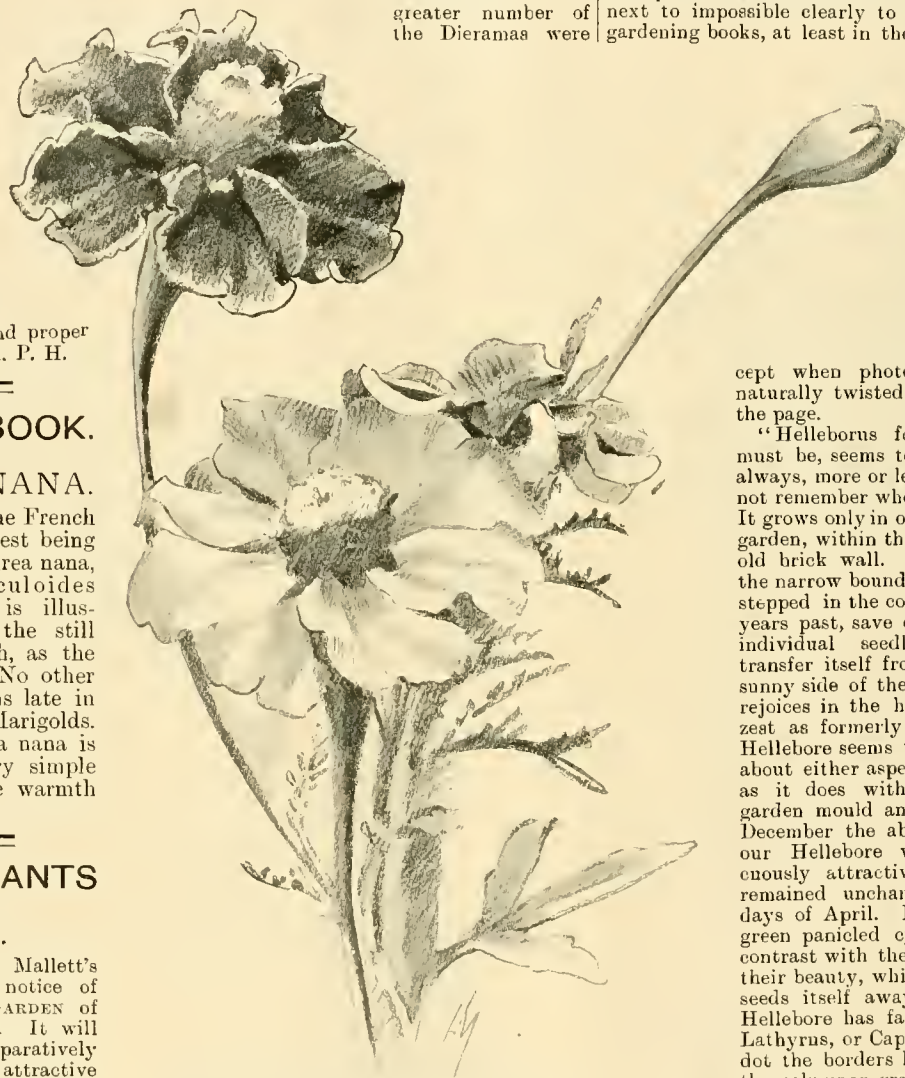 greater number of
the Dieramas were
next to impossible clearly to
gardening books, at least in the
nd proper
. P. H.
BOOK.
NANA.
ne French
est being
rea nana,
culoides
is illus-
the still
h, as the
No other
as late in
Marigolds.
a nana is
ry simple
e warmth
ANTS
.
Mallett's
notice of
ARDEN of
. It will
paratively
attractive
cept when phot
naturally twisted
the page.
"Helleborus f
must be, seems t
always, more or le
not remember wh
It grows only in o
garden, within th
old brick wall.
the narrow bound
stepped in the co
years past, save
individual seedl
transfer itself fro
sunny side of the
rejoices in the h
zest as formerly
Hellebore seems
about either aspe
as it does with
garden mould an
December the ab
our Hellebore
cuously attractiv
remained unchan
days of April.
green panicled c
contrast with the
their beauty, whi
seeds itself away
Hellebore has fa
Lathyrus, or Cap
dot the borders